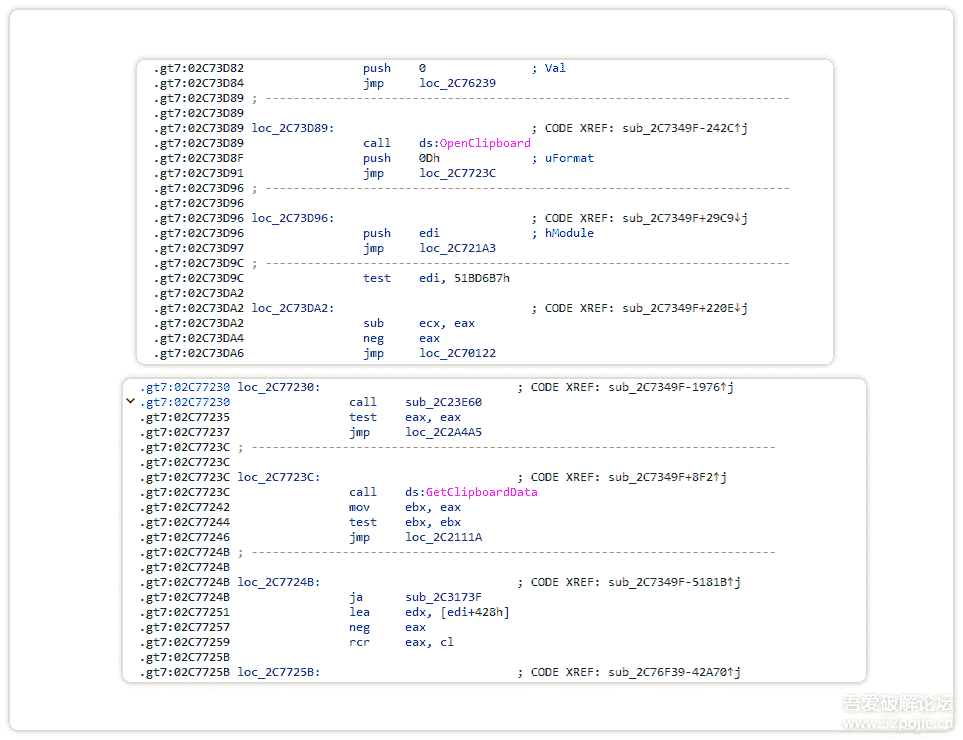 .gt7:02C73D82 push 0 ; Val
.gt7:02C73D84 jmp loc_2C76239
.gt7:02C73D89 ; ---------------------------------------------------------------------------
.gt7:02C73D89
.gt7:02C73D89 loc_2C73D89: ; CODE XREF: sub_2C7349F-242C↑j
.gt7:02C73D89 call ds:OpenClipboard
.gt7:02C73D8F push 0Dh ; uFormat
.gt7:02C73D91 jmp loc_2C7723C
.gt7:02C73D96 ; ---------------------------------------------------------------------------
.gt7:02C73D96
.gt7:02C73D96 loc_2C73D96: ; CODE XREF: sub_2C7349F+29C9↓j
.gt7:02C73D96 push edi ; hModule
.gt7:02C73D97 jmp loc_2C721A3
.gt7:02C73D9C ; ---------------------------------------------------------------------------
.gt7:02C73D9C test edi, 51BD6B7h
.gt7:02C73DA2
.gt7:02C73DA2 loc_2C73DA2: ; CODE XREF: sub_2C7349F+220E↓j
.gt7:02C73DA2 sub ecx, eax
.gt7:02C73DA4 neg eax
.gt7:02C73DA6 jmp loc_2C70122
.gt7:02C77230 loc_2C77230: ; CODE XREF: sub_2C7349F-1976↑j
.gt7:02C77230 call sub_2C23E60
.gt7:02C77235 test eax, eax
.gt7:02C77237 jmp loc_2C2A4A5
.gt7:02C7723C ; ---------------------------------------------------------------------------
.gt7:02C7723C
.gt7:02C7723C loc_2C7723C: ; CODE XREF: sub_2C7349F+8F2↑j
.gt7:02C7723C call ds:GetClipboardData
.gt7:02C77242 mov ebx, eax
.gt7:02C77244 test ebx, ebx
.gt7:02C77246 jmp loc_2C2111A
.gt7:02C7724B ; ---------------------------------------------------------------------------
.gt7:02C7724B
.gt7:02C7724B loc_2C7724B: ; CODE XREF: sub_2C7349F-5181B↑j
.gt7:02C7724B ja sub_2C3173F
.gt7:02C77251 lea edx, [edi+428h]
.gt7:02C77257 neg eax
.gt7:02C77259 rcr eax, cl
.gt7:02C7725B
.gt7:02C7725B loc_2C7725B: ; CODE XREF: sub_2C76F39-42A70↑j
吾爱破解论坛
www.52pojie.cn